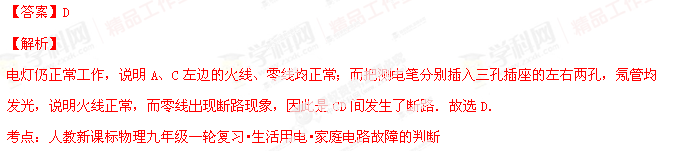 【答案】D
【解析】
电灯仍正常工作，说明 A、C 左边的火线、零线均正常；而把测电笔分别插入三孔插座的左右两孔，氖管均
发光，说明火线正常，而零线出现断路现象，因此是 CD 间发生了断路．故选 D．
考点：人教新课标物理九年级一轮复习•生活用电•家庭电路故障的判断